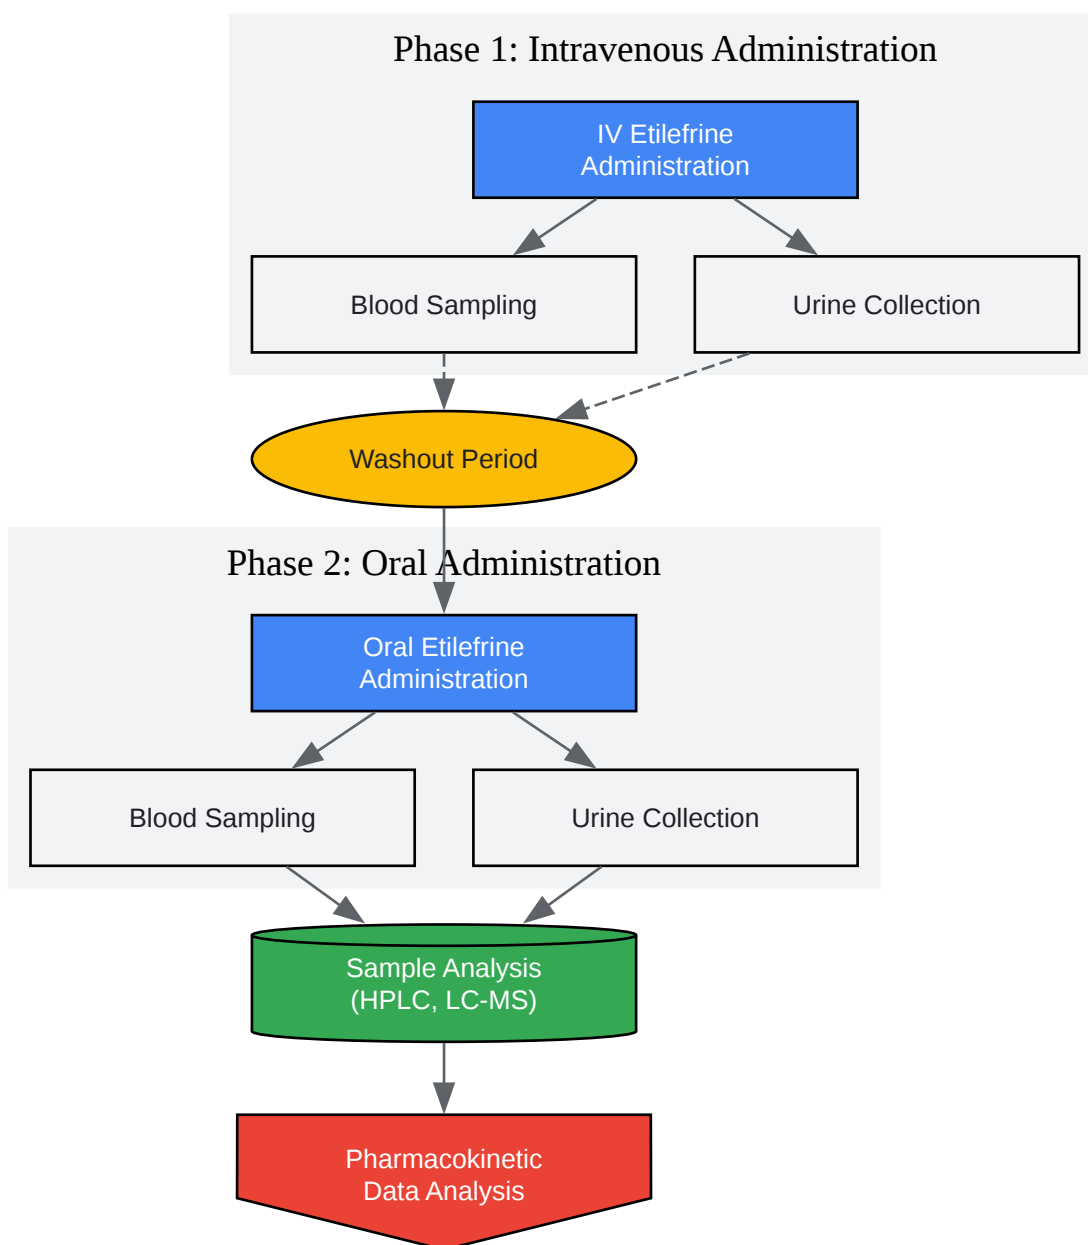 Phase 1: Intravenous Administration
IV Etilefrine
Administration
Blood Sampling
Urine Collection
Washout Period
Phase 2: Oral Administration
Oral Etilefrine
Administration
Blood Sampling
Urine Collection
Sample Analysis
(HPLC, LC-MS)
Pharmacokinetic
Data Analysis